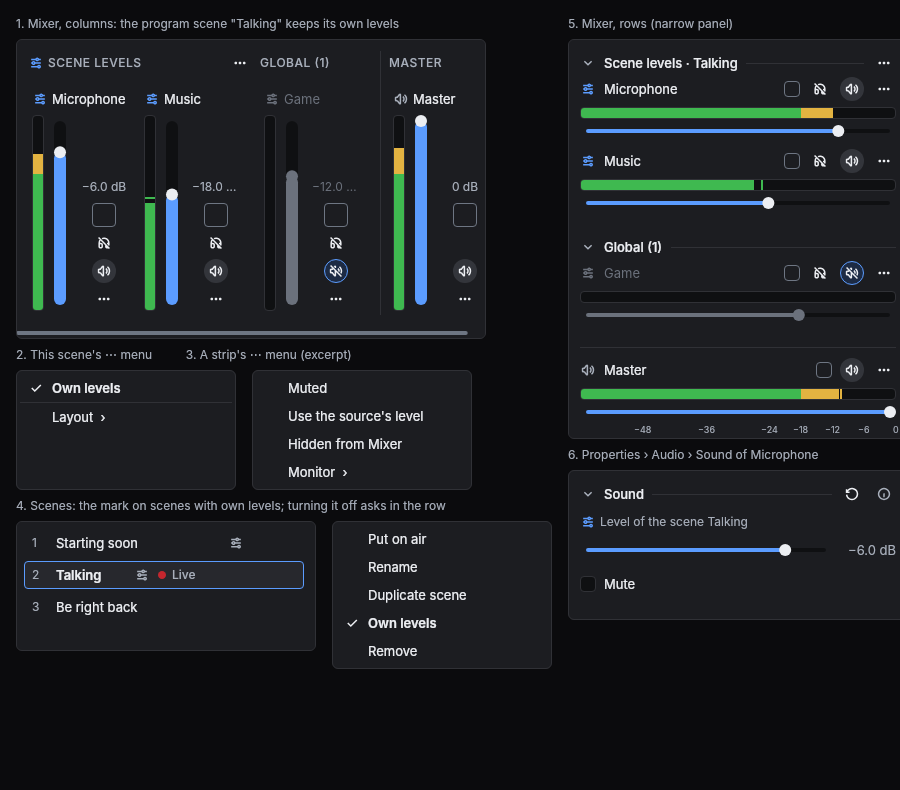 1. Mixer, columns: the program scene "Talking" keeps its own levels
SCENE LEVELS ··· GLOBAL (1) MASTER
Microphone Music Game Master
−6.0 dB −18.0 ... −12.0 ... 0 dB
2. This scene's ··· menu
Own levels
Layout ›
3. A strip's ··· menu (excerpt)
Muted
Use the source's level
Hidden from Mixer
Monitor ›
4. Scenes: the mark on scenes with own levels; turning it off asks in the row
1 Starting soon
2 Talking Live
3 Be right back
Put on air
Rename
Duplicate scene
Own levels
Remove
5. Mixer, rows (narrow panel)
Scene levels · Talking
Microphone
Music
Global (1)
Game
Master
−48 −36 −24 −18 −12 −6 0
6. Properties › Audio › Sound of Microphone
Sound
Level of the scene Talking
−6.0 dB
Mute